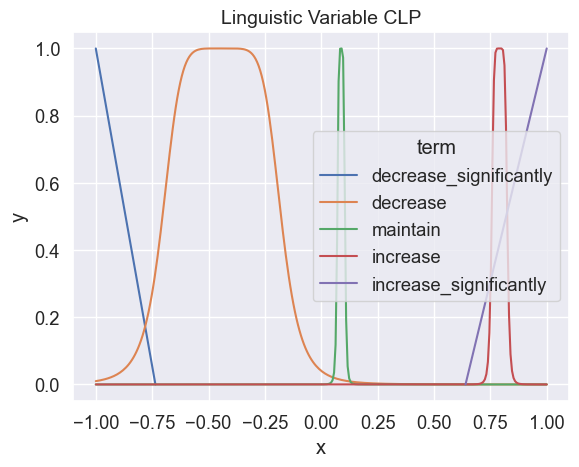 Linguistic Variable CLP
1.0
0.8
0.6
0.4
0.2
0.0
y
term
decrease_significantly
decrease
maintain
increase
increase_significantly
−1.00 −0.75 −0.50 −0.25 0.00 0.25 0.50 0.75 1.00
x